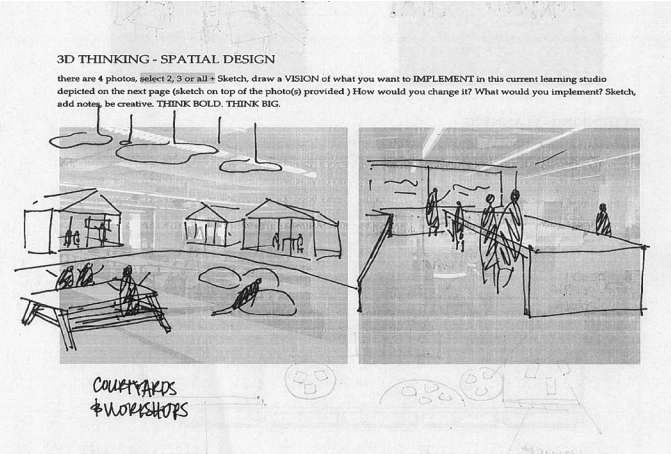 3D THINKING - SPATIAL DESIGN
there are 4 photos, select 2, 3 or all + Sketch, draw a VISION of what you want to IMPLEMENT in this current learning studio
depicted on the next page (sketch on top of the photo(s) provided ) How would you change it? What would you implement? Sketch,
add notes, be creative. THINK BOLD. THINK BIG.
COURTYARDS
& WORKSHOPS